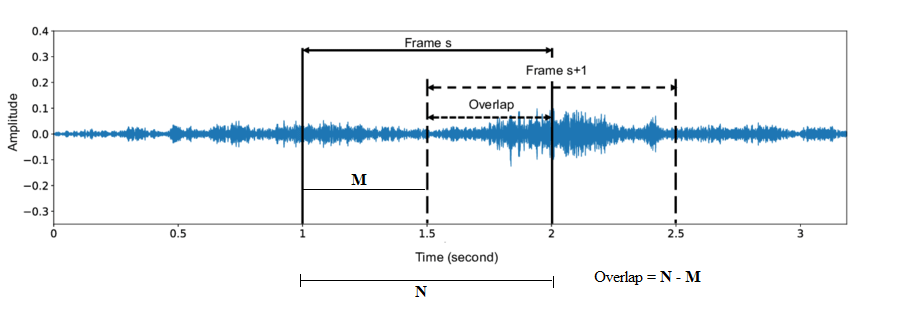 0.4
Frame s
0.3
0.2
Frame s+1
0.1
Overlap
0.0
−0.1
−0.2
M
−0.3
Amplitude
0 0.5 1 1.5 2 2.5 3
Time (second)
N
Overlap = N - M